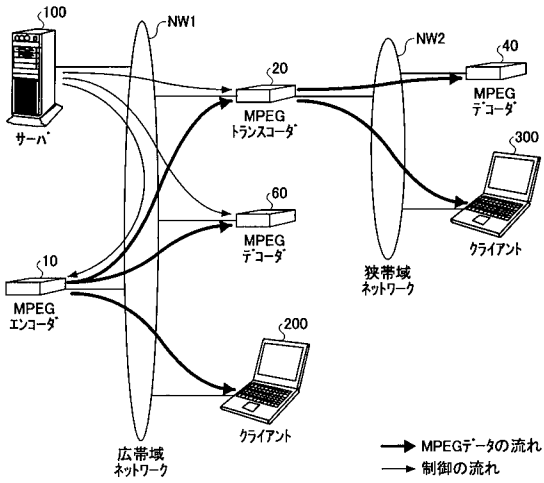 100
サーバ
NW1
20
MPEG
トランスコーダ
NW2
40
MPEG
デコーダ
300
クライアント
60
MPEG
デコーダ
10
MPEG
エンコーダ
狭帯域
ネットワーク
200
クライアント
広帯域
ネットワーク
MPEGデータの流れ
制御の流れ